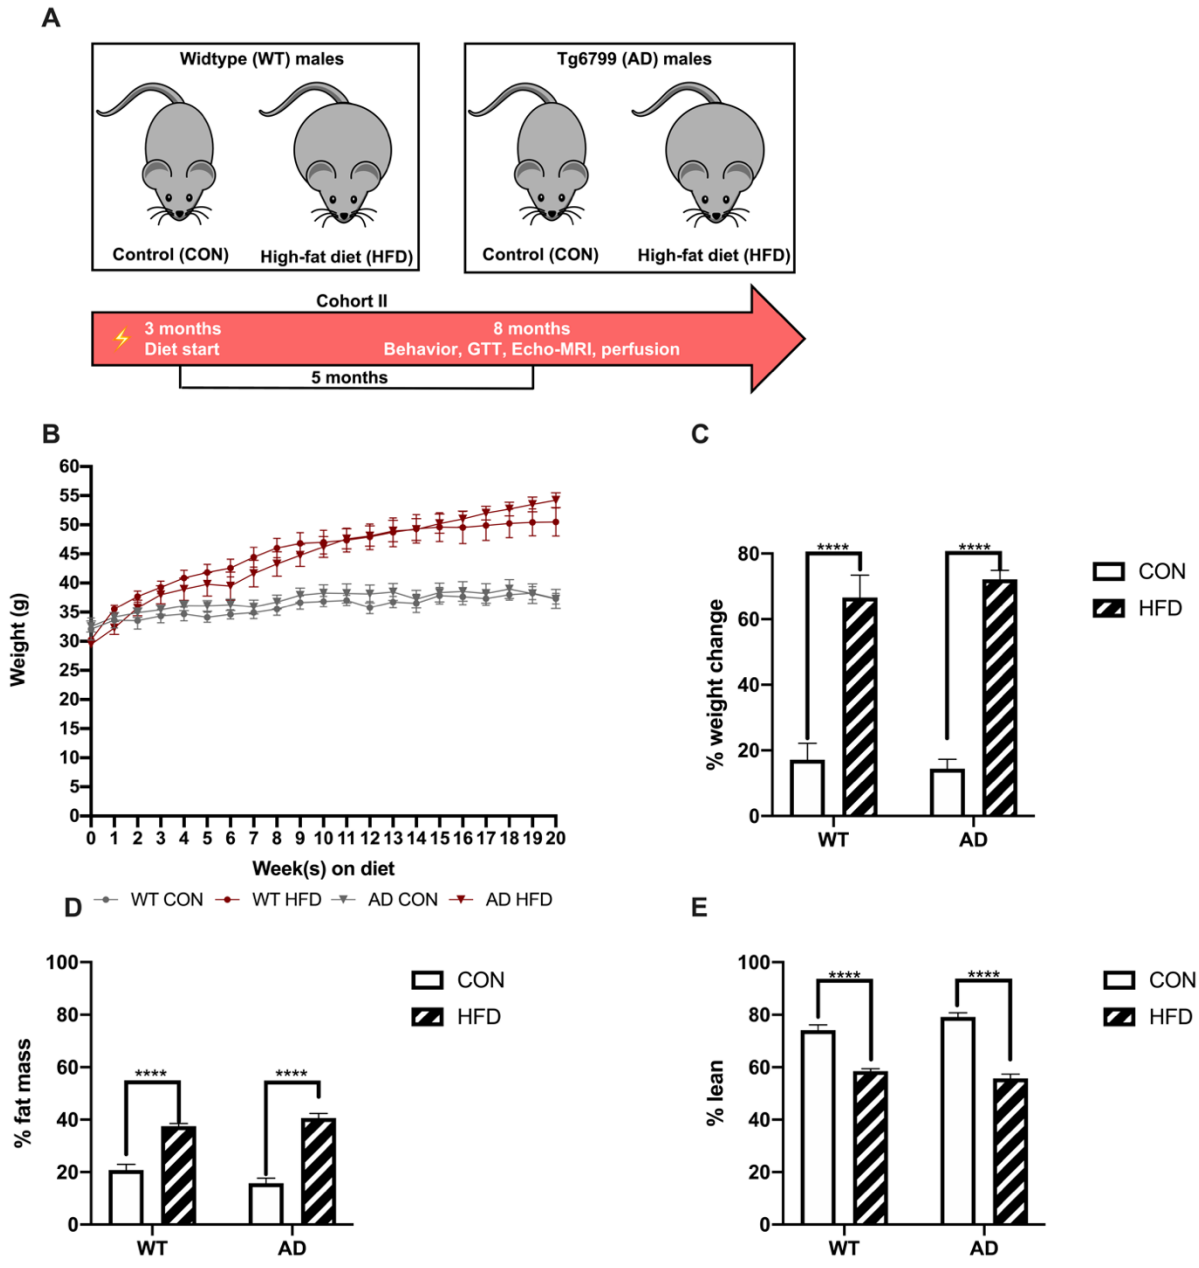 A
Widtype (WT) males
Tg6799 (AD) males
Control (CON)
High-fat diet (HFD)
Control (CON)
High-fat diet (HFD)
Cohort II
3 months
Diet start
8 months
Behavior, GTT, Echo-MRI, perfusion
5 months
B
Weight (g)
60
55
50
45
40
35
30
25
20
15
10
5
0
0 1 2 3 4 5 6 7 8 9 10 11 12 13 14 15 16 17 18 19 20
Week(s) on diet
WT CON WT HFD AD CON AD HFD
C
% weight change
80
60
40
20
0
**** ****
WT AD
CON
HFD
D
% fat mass
100
80
60
40
20
0
**** ****
WT AD
CON
HFD
E
% lean
100
80
60
40
20
0
**** ****
WT AD
CON
HFD